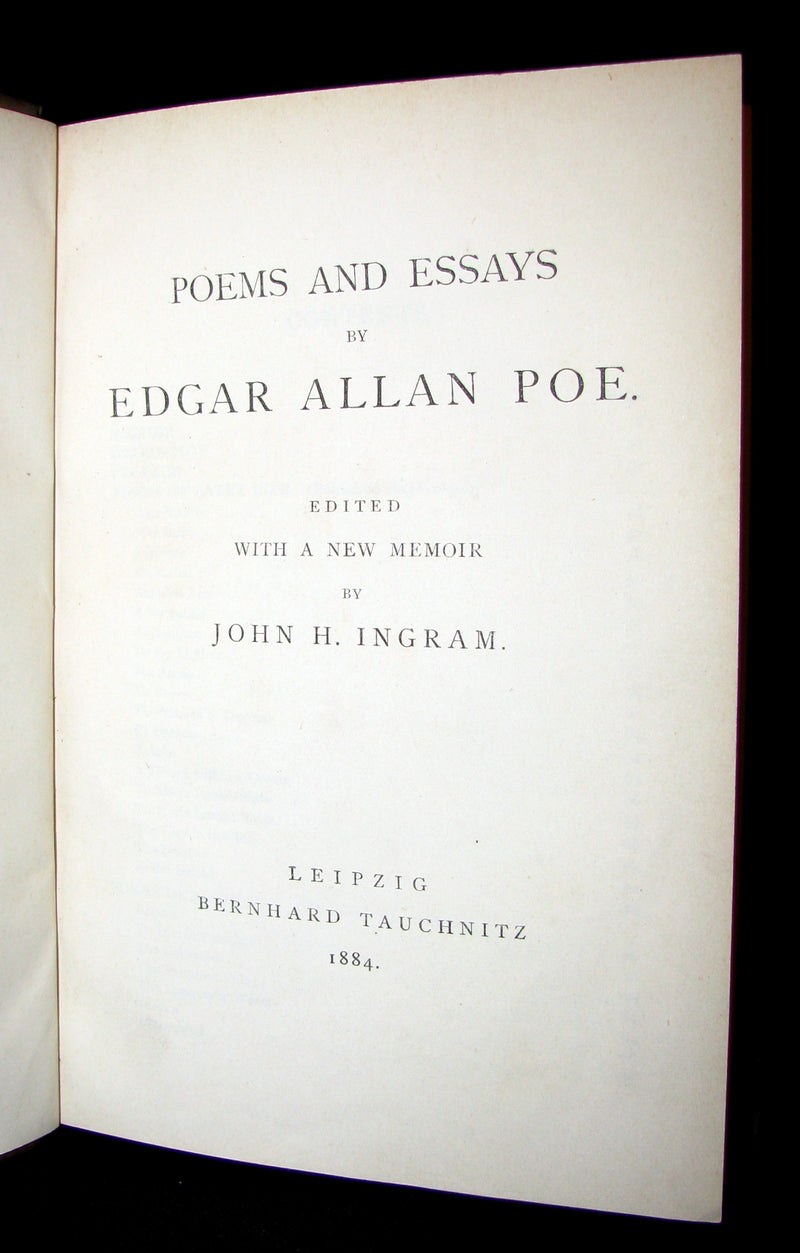 POEMS AND ESSAYS
BY
EDGAR ALLAN POE.
EDITED
WITH A NEW MEMOIR
BY
JOHN H. INGRAM.
LEIPZIG
BERNHARD TAUCHNITZ
1884.